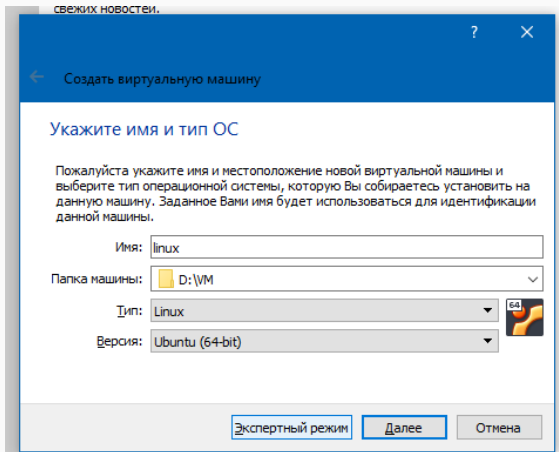 свежих новостей.
?
Создать виртуальную машину
Укажите имя и тип ОС
Пожалуйста укажите имя и местоположение новой виртуальной машины и
выберите тип операционной системы, которую Вы собираетесь установить на
данную машину. Заданное Вами имя будет использоваться для идентификации
данной машины.
Имя: linux
Папка машины: D:\VM
Тип: Linux
64
Версия: Ubuntu (64-bit)
Экспертный режим Далее Отмена